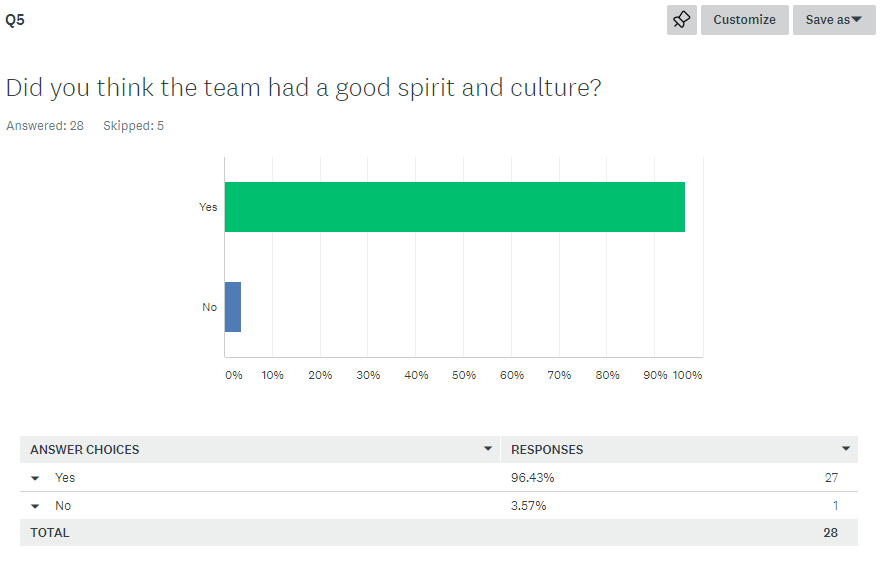 Q5
Customize
Save as
Did you think the team had a good spirit and culture?
Answered: 28 Skipped: 5
Yes
No
0% 10% 20% 30% 40% 50% 60% 70% 80% 90% 100%
ANSWER CHOICES RESPONSES
Yes 96.43% 27
No 3.57% 1
TOTAL 28